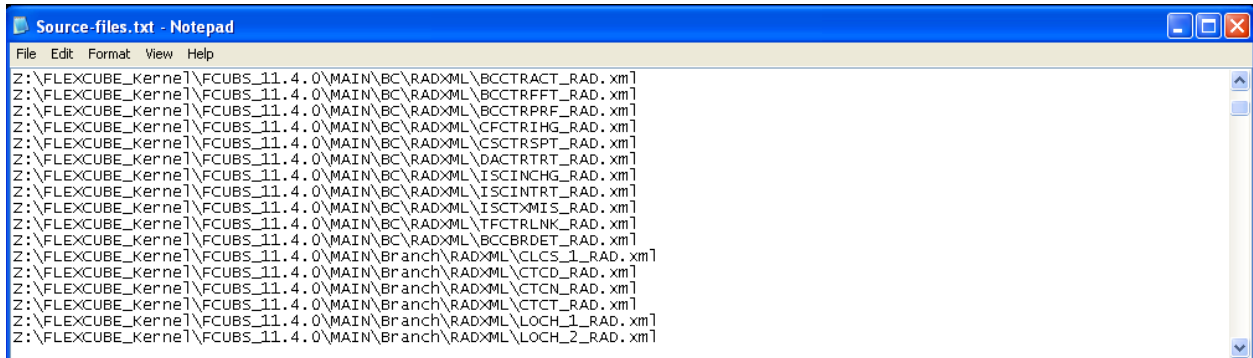 Source-files.txt - Notepad
File Edit Format View Help
Z:\FLEXCUBE_Kernel\FCUBS_11.4.0\MAIN\BC\RADXML\BCCTRACT_RAD.xml
Z:\FLEXCUBE_Kernel\FCUBS_11.4.0\MAIN\BC\RADXML\BCCTRFFT_RAD.xml
Z:\FLEXCUBE_Kernel\FCUBS_11.4.0\MAIN\BC\RADXML\BCCTRPRF_RAD.xml
Z:\FLEXCUBE_Kernel\FCUBS_11.4.0\MAIN\BC\RADXML\CFCTRIHG_RAD.xml
Z:\FLEXCUBE_Kernel\FCUBS_11.4.0\MAIN\BC\RADXML\CSCTRSPT_RAD.xml
Z:\FLEXCUBE_Kernel\FCUBS_11.4.0\MAIN\BC\RADXML\DACTRTRT_RAD.xml
Z:\FLEXCUBE_Kernel\FCUBS_11.4.0\MAIN\BC\RADXML\ISCINCHG_RAD.xml
Z:\FLEXCUBE_Kernel\FCUBS_11.4.0\MAIN\BC\RADXML\ISCINTRT_RAD.xml
Z:\FLEXCUBE_Kernel\FCUBS_11.4.0\MAIN\BC\RADXML\ISCTXMIS_RAD.xml
Z:\FLEXCUBE_Kernel\FCUBS_11.4.0\MAIN\BC\RADXML\TFCTRLNK_RAD.xml
Z:\FLEXCUBE_Kernel\FCUBS_11.4.0\MAIN\BC\RADXML\BCCBRDET_RAD.xml
Z:\FLEXCUBE_Kernel\FCUBS_11.4.0\MAIN\Branch\RADXML\CLCS_1_RAD.xml
Z:\FLEXCUBE_Kernel\FCUBS_11.4.0\MAIN\Branch\RADXML\CTCD_RAD.xml
Z:\FLEXCUBE_Kernel\FCUBS_11.4.0\MAIN\Branch\RADXML\CTCN_RAD.xml
Z:\FLEXCUBE_Kernel\FCUBS_11.4.0\MAIN\Branch\RADXML\CTCT_RAD.xml
Z:\FLEXCUBE_Kernel\FCUBS_11.4.0\MAIN\Branch\RADXML\LOCH_1_RAD.xml
Z:\FLEXCUBE_Kernel\FCUBS_11.4.0\MAIN\Branch\RADXML\LOCH_2_RAD.xml